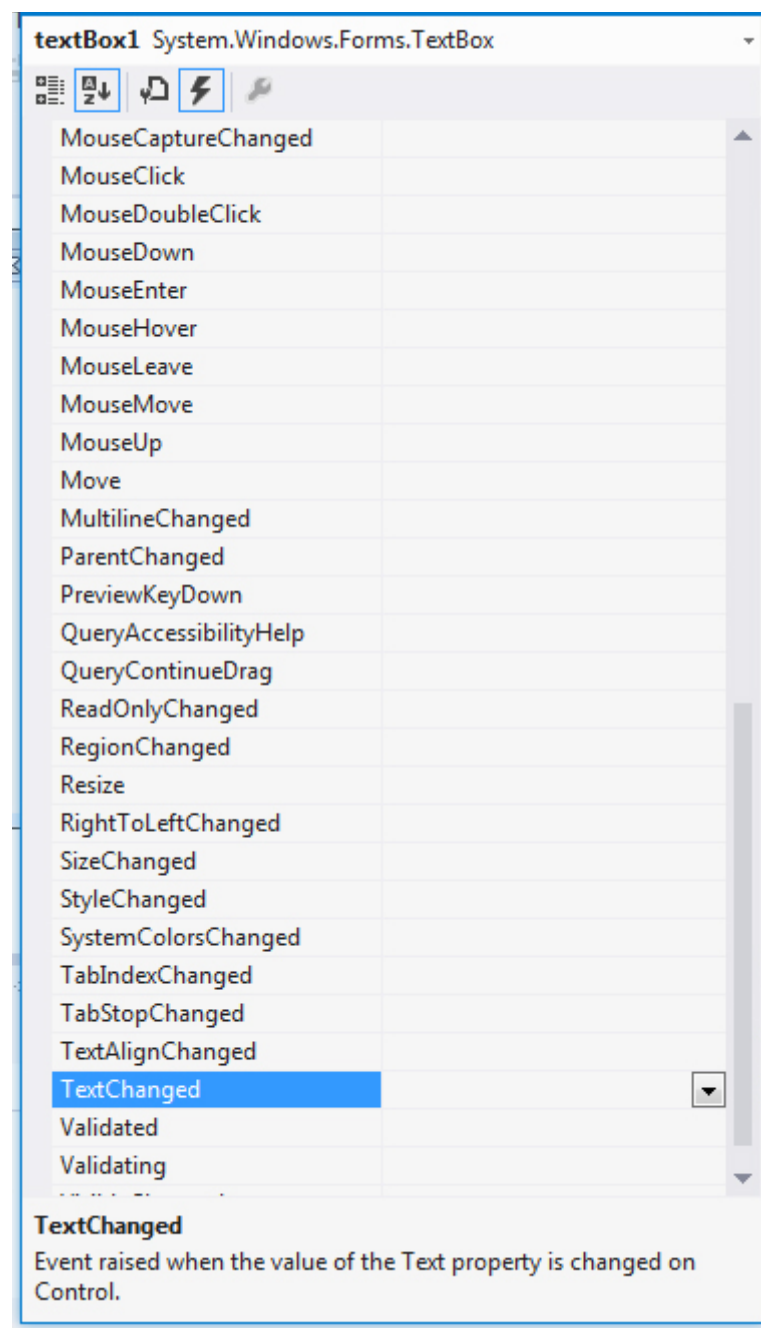 textBox1 System.Windows.Forms.TextBox
MouseCaptureChanged
MouseClick
MouseDoubleClick
MouseDown
MouseEnter
MouseHover
MouseLeave
MouseMove
MouseUp
Move
MultilineChanged
ParentChanged
PreviewKeyDown
QueryAccessibilityHelp
QueryContinueDrag
ReadOnlyChanged
RegionChanged
Resize
RightToLeftChanged
SizeChanged
StyleChanged
SystemColorsChanged
TabIndexChanged
TabStopChanged
TextAlignChanged
TextChanged
Validated
Validating
TextChanged
Event raised when the value of the Text property is changed on
Control.